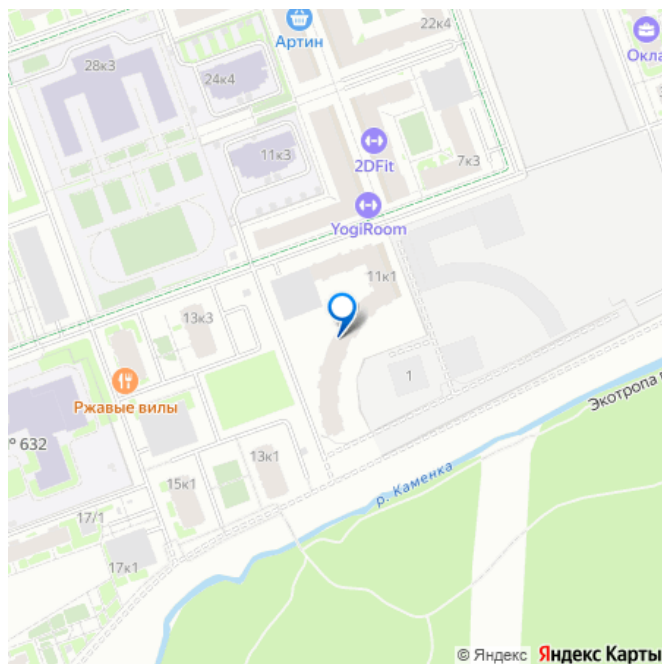 22к4
Артин
Окла
28к3
24к4
11к3
2DFit
7к3
YogiRoom
11к1
13к3
1
Ржавые вилы
Экотропа в
° 632
13к1
р. Каменка
15к1
17/1
17к1
© Яндекс Яндекс Карты